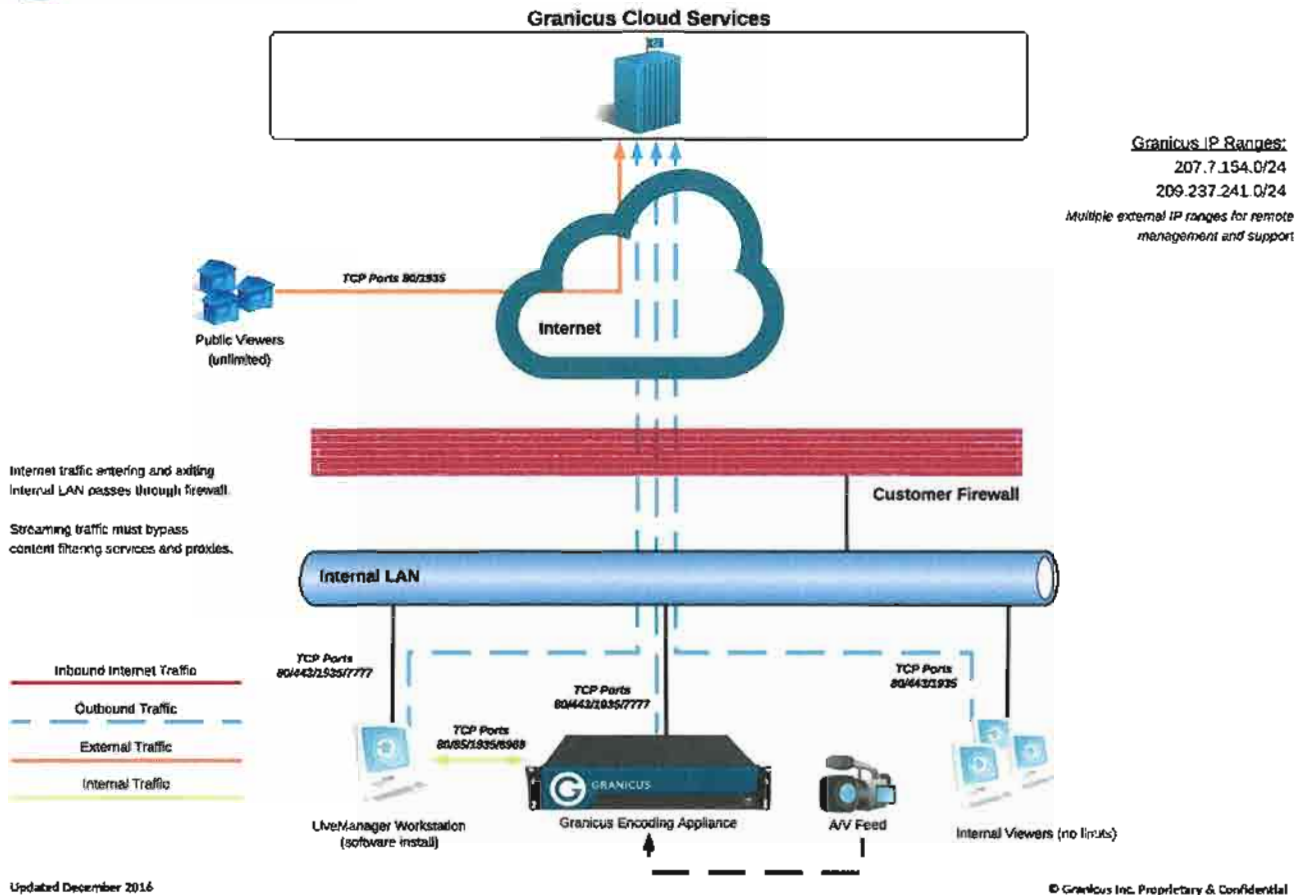 Granicus Cloud Services
Granicus IP Ranges:
207.7.154.0/24
209.237.241.0/24
Multiple external IP ranges for remote
management and support
TCP Ports 80/1935
Public Viewers
(unlimited)
Internet
Internet traffic entering and exiting
internal LAN passes through firewall.
Streaming traffic must bypass
content filtering services and proxies.
Customer Firewall
Internal LAN
Inbound Internet Traffic
Outbound Traffic
External Traffic
Internal Traffic
TCP Ports
80/443/1935/7777
TCP Ports
80/443/1935/7777
TCP Ports
80/443/1935
TCP Ports
80/85/1935/8989
G GRANICUS
LiveManager Workstation
(software install)
Granicus Encoding Appliance
A/V Feed
Internal Viewers (no limits)
Updated December 2016
© Granicus Inc. Proprietary & Confidential